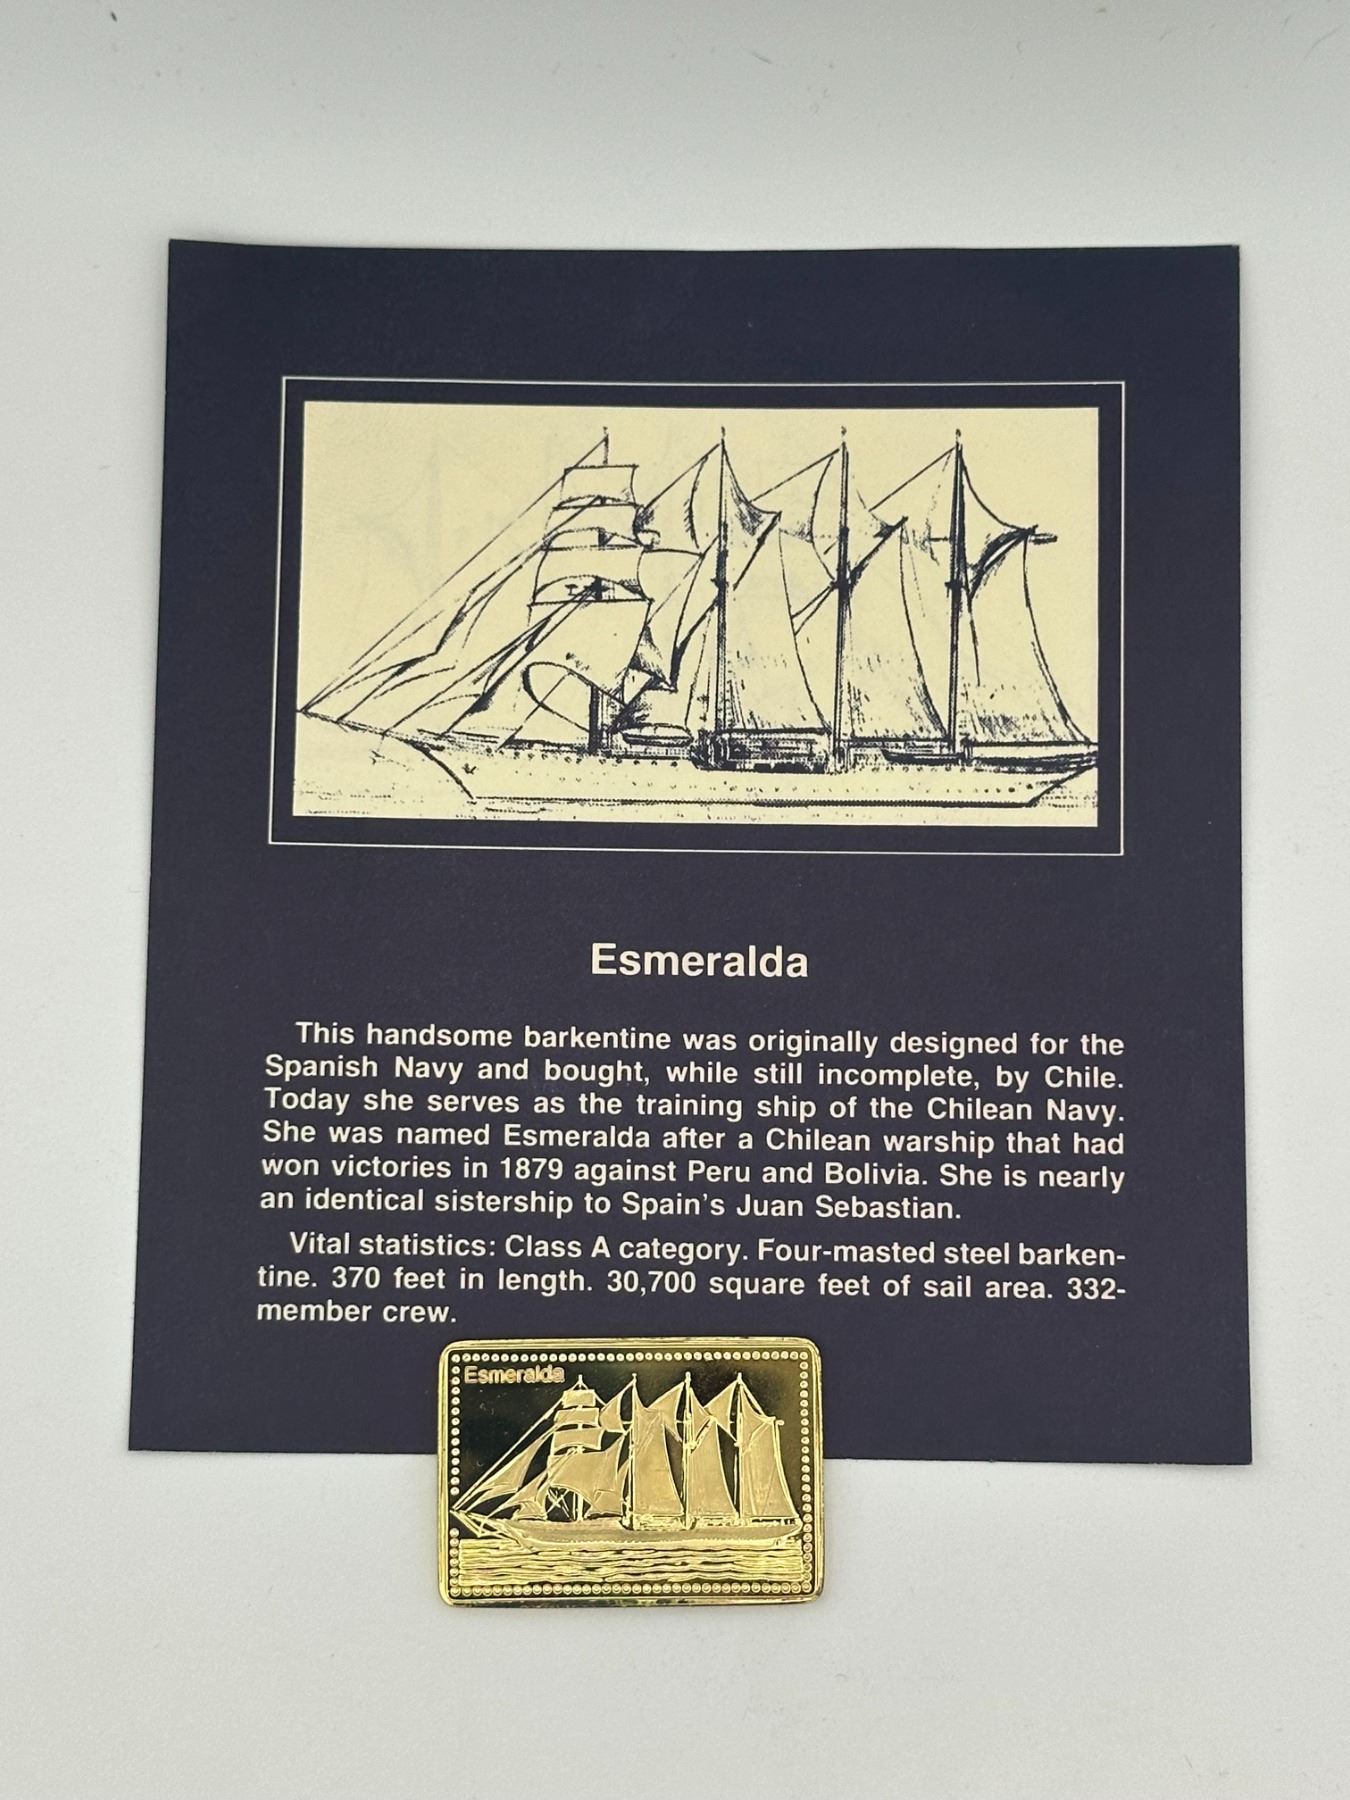 Esmeralda
This handsome barkentine was originally designed for the
Spanish Navy and bought, while still incomplete, by Chile.
Today she serves as the training ship of the Chilean Navy.
She was named Esmeralda after a Chilean warship that had
won victories in 1879 against Peru and Bolivia. She is nearly
an identical sistership to Spain's Juan Sebastian.
Vital statistics: Class A category. Four-masted steel barken-
tine. 370 feet in length. 30,700 square feet of sail area. 332-
member crew.
Esmeralda